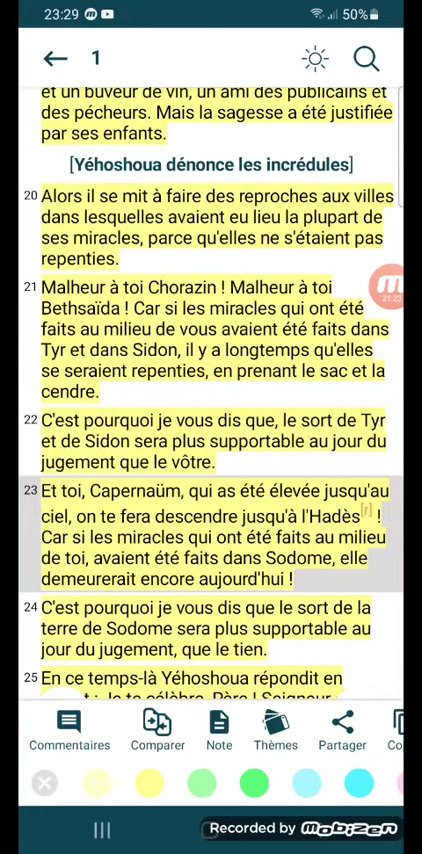 23:29 50%
1
et un buveur de vin, un ami des publicains et
des pécheurs. Mais la sagesse a été justifiée
par ses enfants.
[Yéhoshoua dénonce les incrédules]
20 Alors il se mit à faire des reproches aux villes
dans lesquelles avaient eu lieu la plupart de
ses miracles, parce qu'elles ne s'étaient pas
repenties.
21 Malheur à toi Chorazin ! Malheur à toi
Bethsaïda ! Car si les miracles qui ont été
faits au milieu de vous avaient été faits dans
Tyr et dans Sidon, il y a longtemps qu'elles
se seraient repenties, en prenant le sac et la
cendre.
21:23
22 C'est pourquoi je vous dis que, le sort de Tyr
et de Sidon sera plus supportable au jour du
jugement que le vôtre.
23 Et toi, Capernaüm, qui as été élevée jusqu'au
ciel, on te fera descendre jusqu'à l'Hadès[r] !
Car si les miracles qui ont été faits au milieu
de toi, avaient été faits dans Sodome, elle
demeurerait encore aujourd'hui !
24 C'est pourquoi je vous dis que le sort de la
terre de Sodome sera plus supportable au
jour du jugement, que le tien.
25 En ce temps-là Yéhoshoua répondit en
t : Je te célèbre, Père ! Seigneur
Commentaires Comparer Note Thèmes Partager Co
Recorded by mobizen